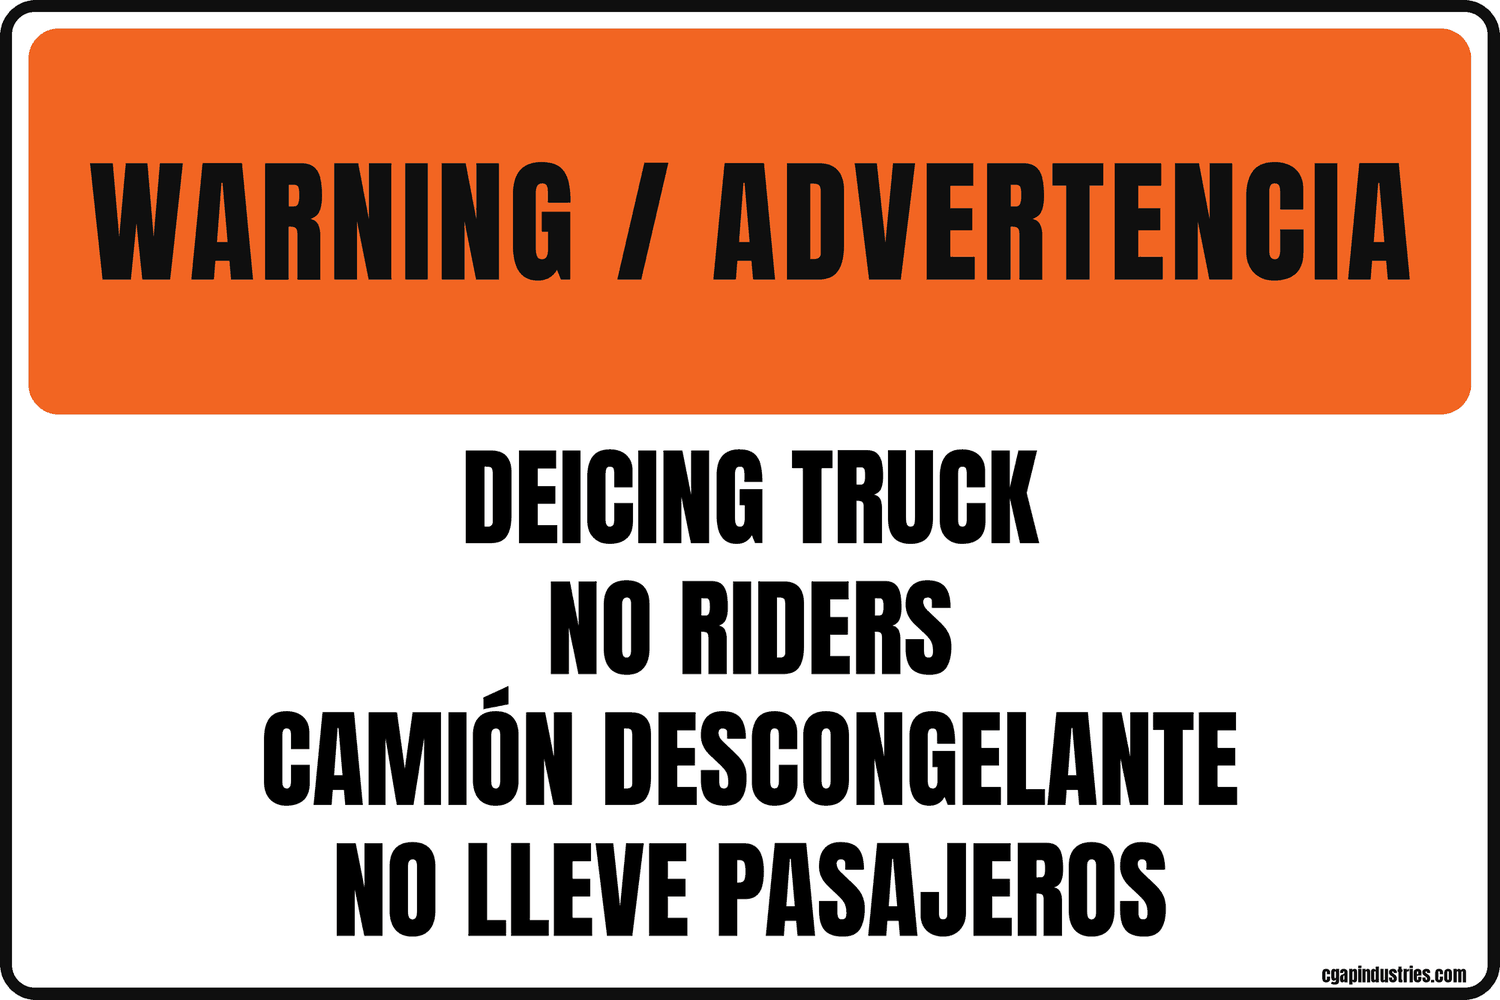 WARNING / ADVERTENCIA
DEICING TRUCK
NO RIDERS
CAMIÓN DESCONGELANTE
NO LLEVE PASAJEROS
cgapindustries.com